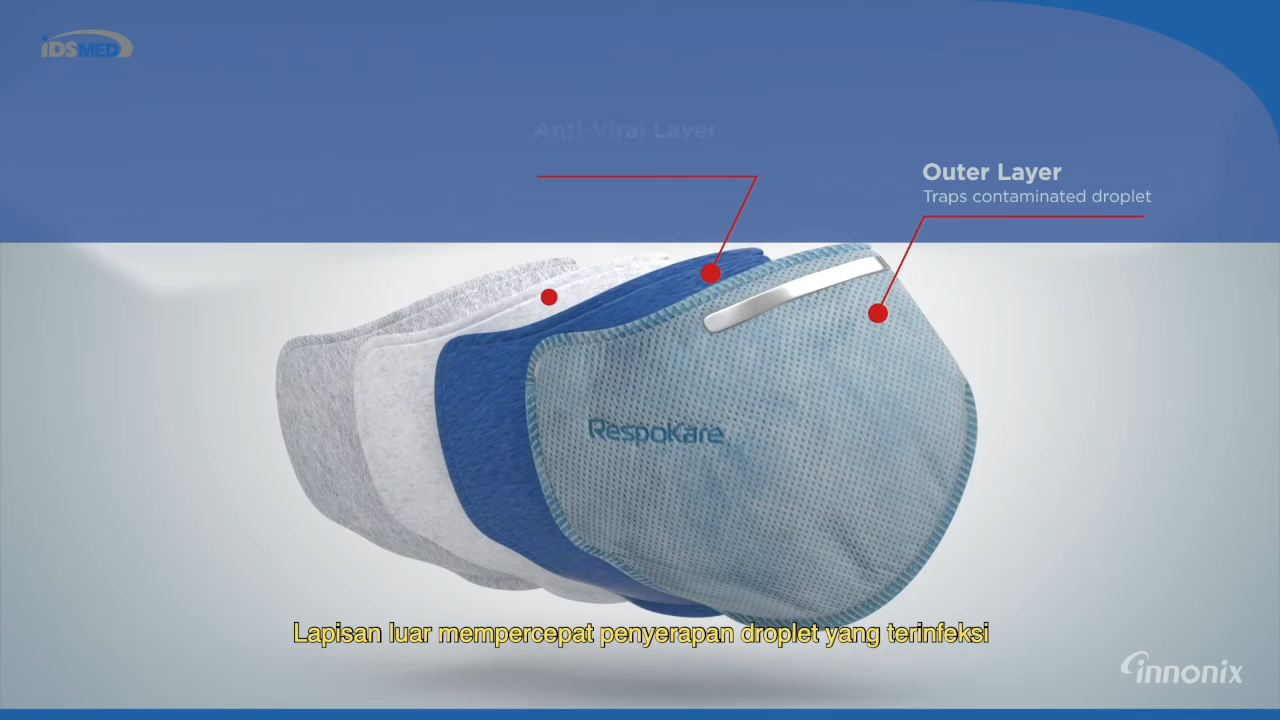 iDSMED
Anti-Viral Layer
Outer Layer
Traps contaminated droplet
RespoKare
Lapisan luar mempercepat penyerapan droplet yang terinfeksi
innonix